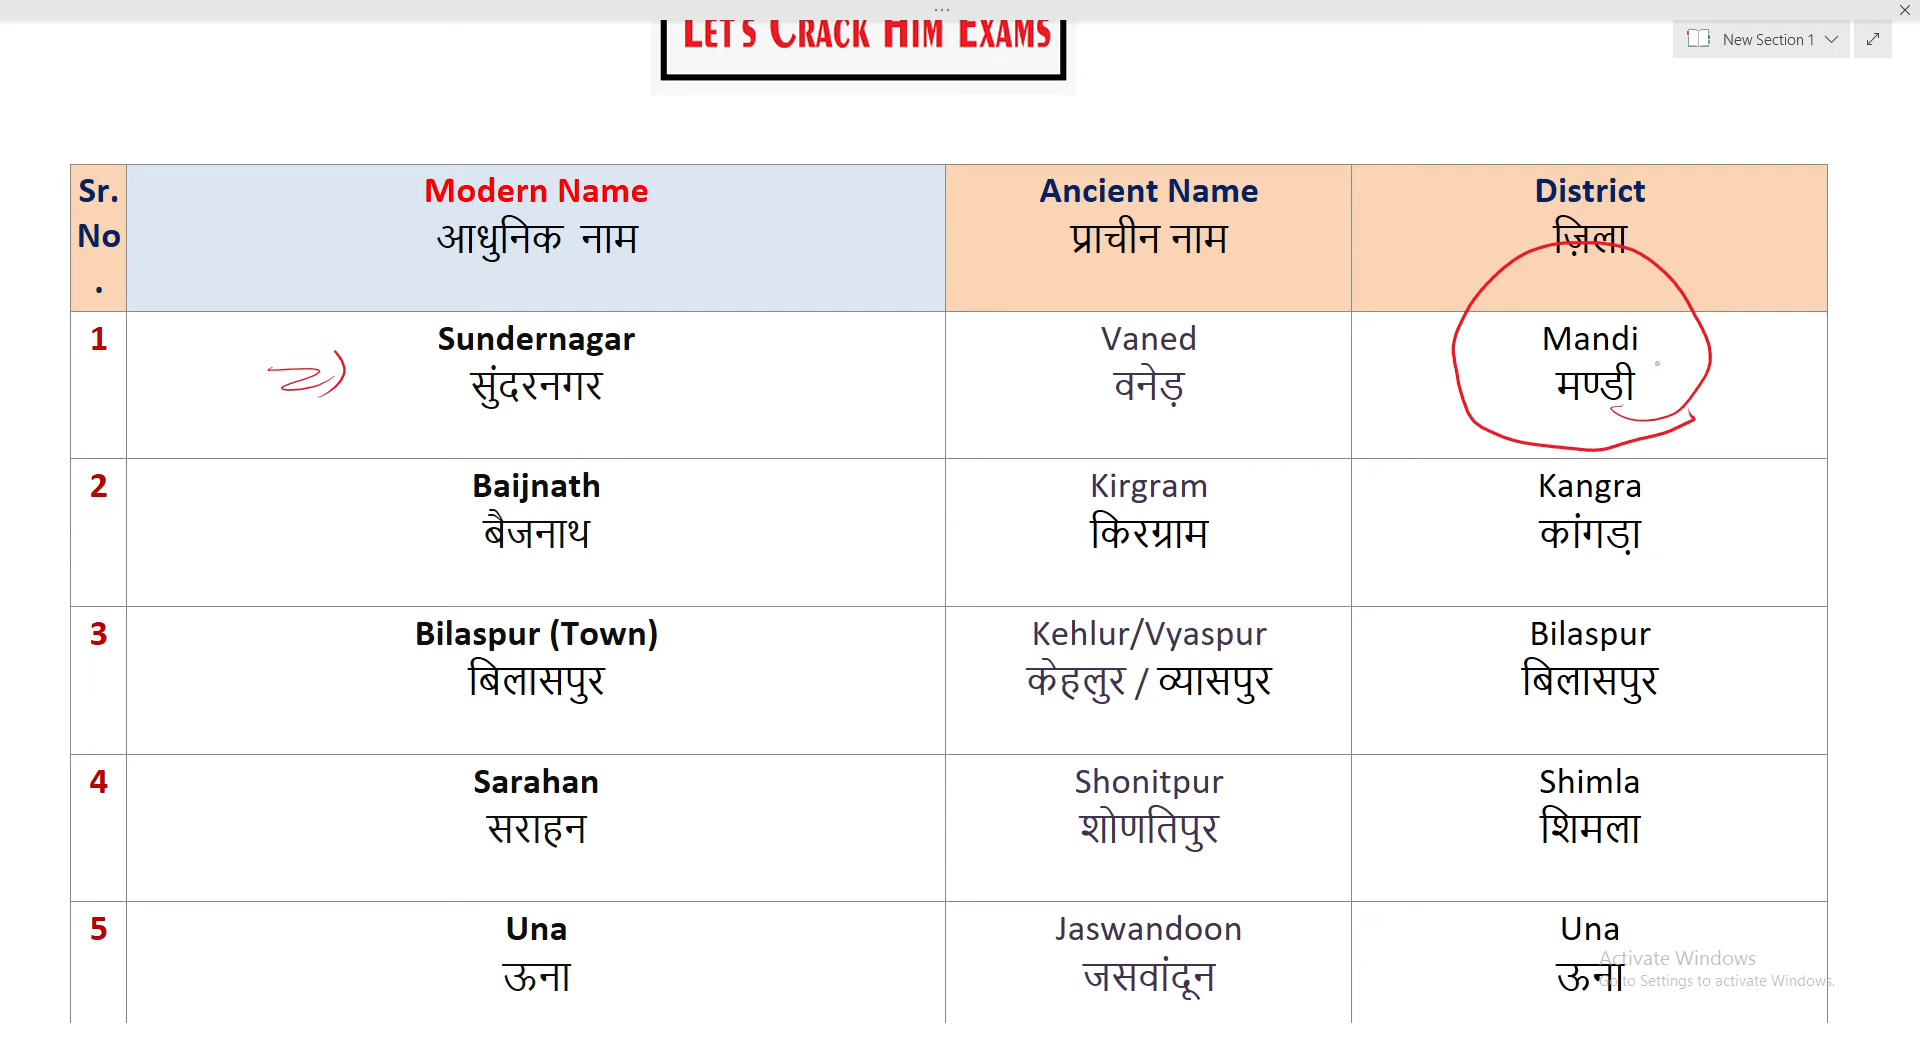 LET'S CRACK HIM EXAMS
New Section 1
Sr. No. Modern Name Ancient Name District
आधुनिक नाम प्राचीन नाम ज़िला
1 Sundernagar Vaned Mandi
सुंदरनगर वनेड़ मण्डी
2 Baijnath Kirgram Kangra
बैजनाथ किरग्राम कांगडा़
3 Bilaspur (Town) Kehlur/Vyaspur Bilaspur
बिलासपुर केहलुर / व्यासपुर बिलासपुर
4 Sarahan Shonitpur Shimla
सराहन शोणतिपुर शिमला
5 Una Jaswandoon Una
ऊना जसवांदून ऊना
Activate Windows
Go to Settings to activate Windows.